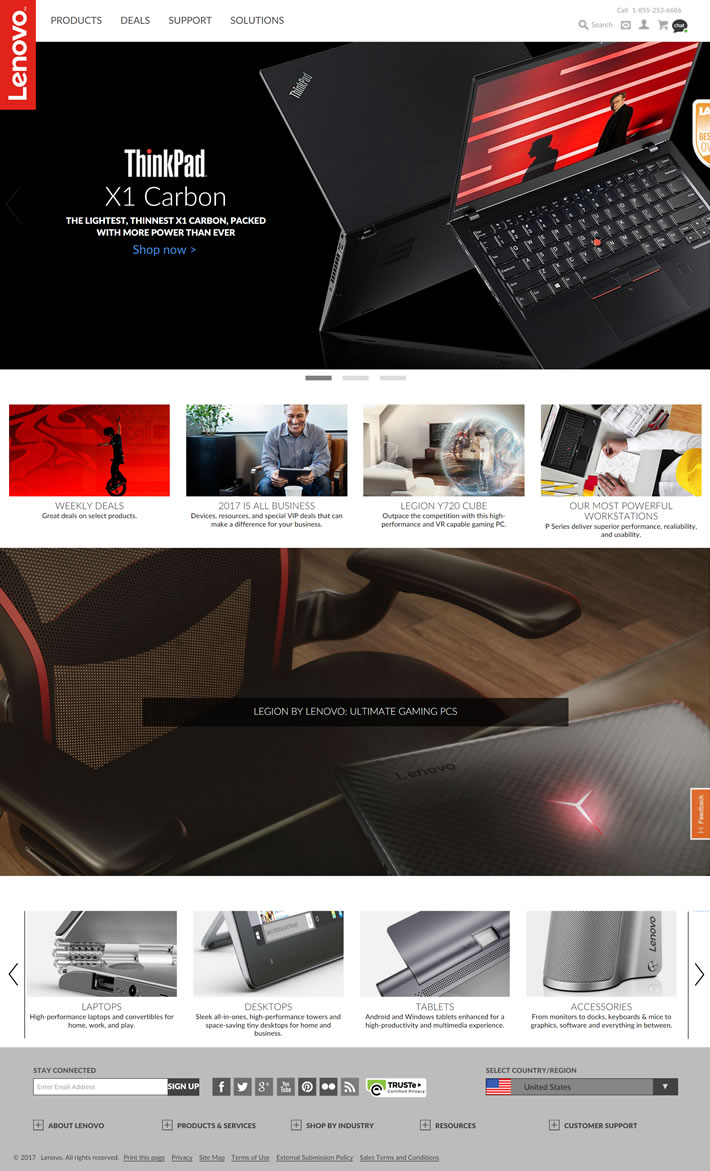 Lenovo
PRODUCTS DEALS SUPPORT SOLUTIONS
Call 1-855-253-6686
Search
chat
ThinkPad
ThinkPad
X1 Carbon
THE LIGHTEST, THINNEST X1 CARBON, PACKED
WITH MORE POWER THAN EVER
Shop now >
WEEKLY DEALS
Great deals on select products.
2017 IS ALL BUSINESS
Devices, resources, and special VIP deals that can
make a difference for your business.
LEGION Y720 CUBE
Outpace the competition with this high-
performance and VR capable gaming PC.
OUR MOST POWERFUL
WORKSTATIONS
P Series deliver superior performance, realiability,
and usability.
LEGION BY LENOVO: ULTIMATE GAMING PCS
Lenovo
Feedback
LAPTOPS
High-performance laptops and convertibles for
home, work, and play.
DESKTOPS
Sleek all-in-ones, high-performance towers and
space-saving tiny desktops for home and
business.
TABLETS
Android and Windows tablets enhanced for a
high-productivity and multimedia experience.
Lenovo
ACCESSORIES
From monitors to docks, keyboards & mice to
graphics, software and everything in between.
STAY CONNECTED
Enter Email Address
SIGN UP
g+
You Tube
TRUSTe
Certified Privacy
SELECT COUNTRY/REGION
United States
ABOUT LENOVO
PRODUCTS & SERVICES
SHOP BY INDUSTRY
RESOURCES
CUSTOMER SUPPORT
© 2017 Lenovo. All rights reserved. Print this page Privacy Site Map Terms of Use External Submission Policy Sales Terms and Conditions